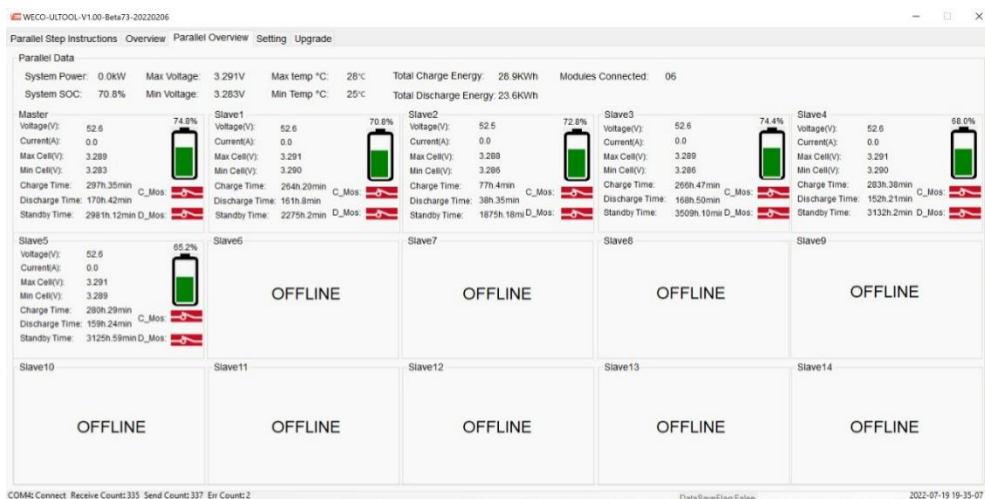 WECO-ULTOOL-V1.00-Beta73-20220206
Parallel Step Instructions Overview Parallel Overview Setting Upgrade
Parallel Data
System Power: 0.0kW Max Voltage: 3.291V Max temp °C: 28°C Total Charge Energy: 28.9KWh Modules Connected: 06
System SOC: 70.8% Min Voltage: 3.283V Min Temp °C: 25°C Total Discharge Energy: 23.6KWh
Master
74.8%
Voltage(V): 52.6
Current(A): 0.0
Max Cell(V): 3.289
Min Cell(V): 3.283
Charge Time: 297h.35min C_Mos:
Discharge Time: 170h.42min
Standby Time: 2981h.12min D_Mos:
Slave1
70.8%
Voltage(V): 52.6
Current(A): 0.0
Max Cell(V): 3.291
Min Cell(V): 3.290
Charge Time: 264h.20min C_Mos:
Discharge Time: 161h.8min
Standby Time: 2275h.2min D_Mos:
Slave2
72.8%
Voltage(V): 52.5
Current(A): 0.0
Max Cell(V): 3.288
Min Cell(V): 3.286
Charge Time: 77h.4min C_Mos:
Discharge Time: 38h.35min
Standby Time: 1875h.18mi D_Mos:
Slave3
74.4%
Voltage(V): 52.6
Current(A): 0.0
Max Cell(V): 3.289
Min Cell(V): 3.286
Charge Time: 266h.47min C_Mos:
Discharge Time: 168h.50min
Standby Time: 3509h.10mi D_Mos:
Slave4
68.0%
Voltage(V): 52.6
Current(A): 0.0
Max Cell(V): 3.291
Min Cell(V): 3.290
Charge Time: 283h.38min C_Mos:
Discharge Time: 152h.21min
Standby Time: 3132h.2min D_Mos:
Slave5
65.2%
Voltage(V): 52.6
Current(A): 0.0
Max Cell(V): 3.291
Min Cell(V): 3.289
Charge Time: 280h.29min C_Mos:
Discharge Time: 159h.24min
Standby Time: 3125h.59min D_Mos:
Slave6
OFFLINE
Slave7
OFFLINE
Slave8
OFFLINE
Slave9
OFFLINE
Slave10
OFFLINE
Slave11
OFFLINE
Slave12
OFFLINE
Slave13
OFFLINE
Slave14
OFFLINE
COM4: Connect Receive Count: 335 Send Count: 337 Err Count: 2 DataSaveFlag:False 2022-07-19 19-35-07